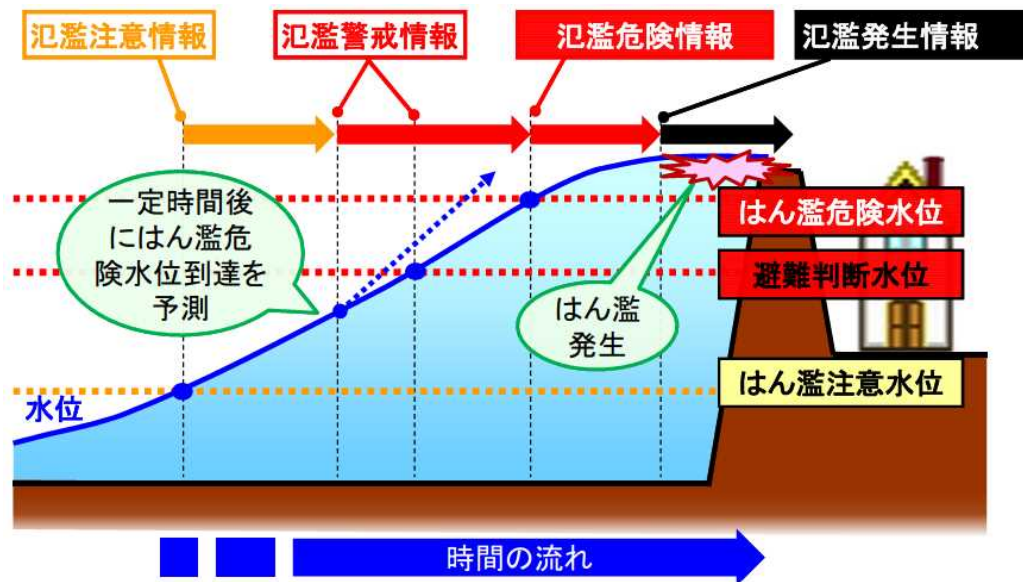 氾濫注意情報
氾濫警戒情報
氾濫危険情報
氾濫発生情報
一定時間後
にはん濫危
険水位到達を
予測
はん濫
発生
はん濫危険水位
避難判断水位
はん濫注意水位
水位
時間の流れ